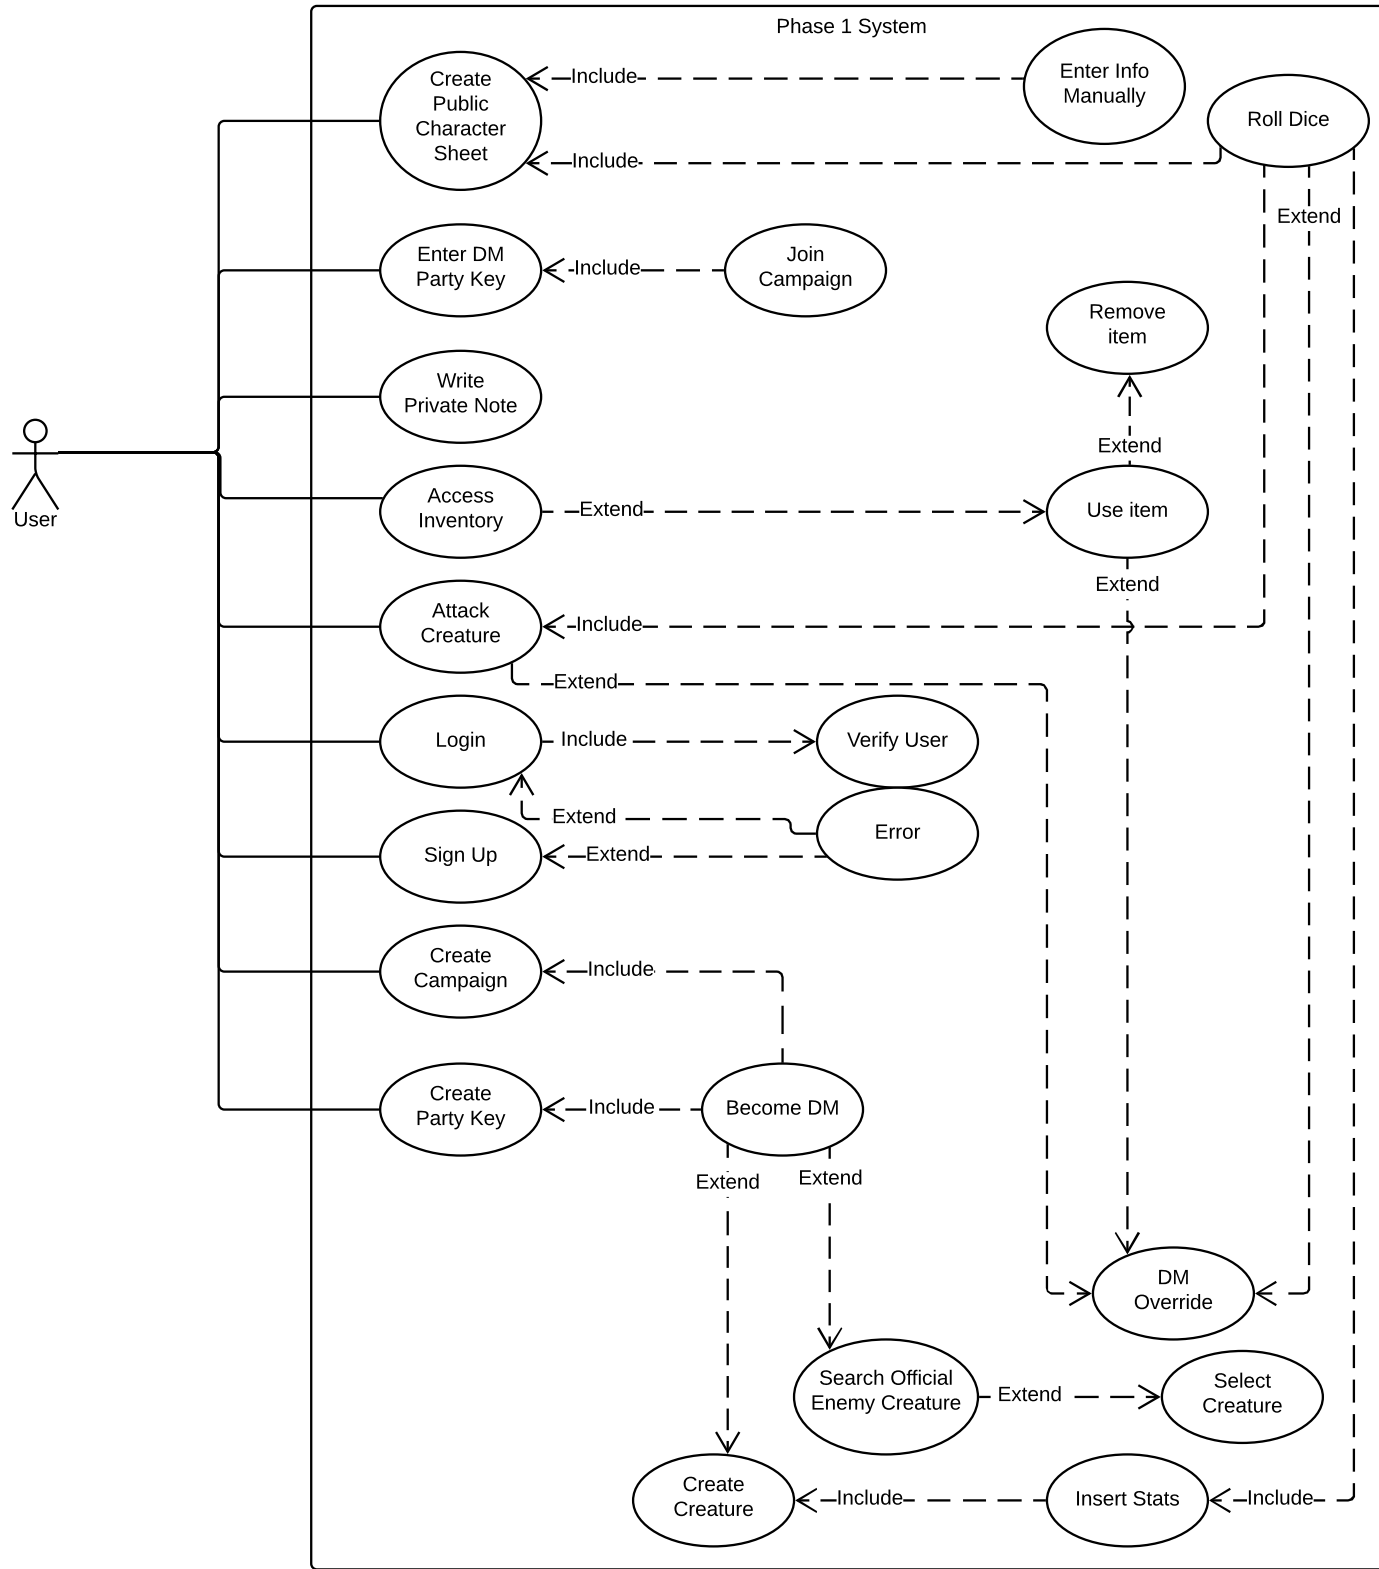 Phase 1 System
Create
Public
Character
Sheet
Include
Enter Info
Manually
Roll Dice
Include
Extend
Enter DM
Party Key
Include
Join
Campaign
Remove
item
Write
Private Note
Extend
User
Access
Inventory
Extend
Use item
Extend
Attack
Creature
Include
Extend
Login
Include
Verify User
Extend
Error
Sign Up
Extend
Create
Campaign
Include
Create
Party Key
Include
Become DM
Extend
Extend
DM
Override
Search Official
Enemy Creature
Extend
Select
Creature
Create
Creature
Include
Insert Stats
Include